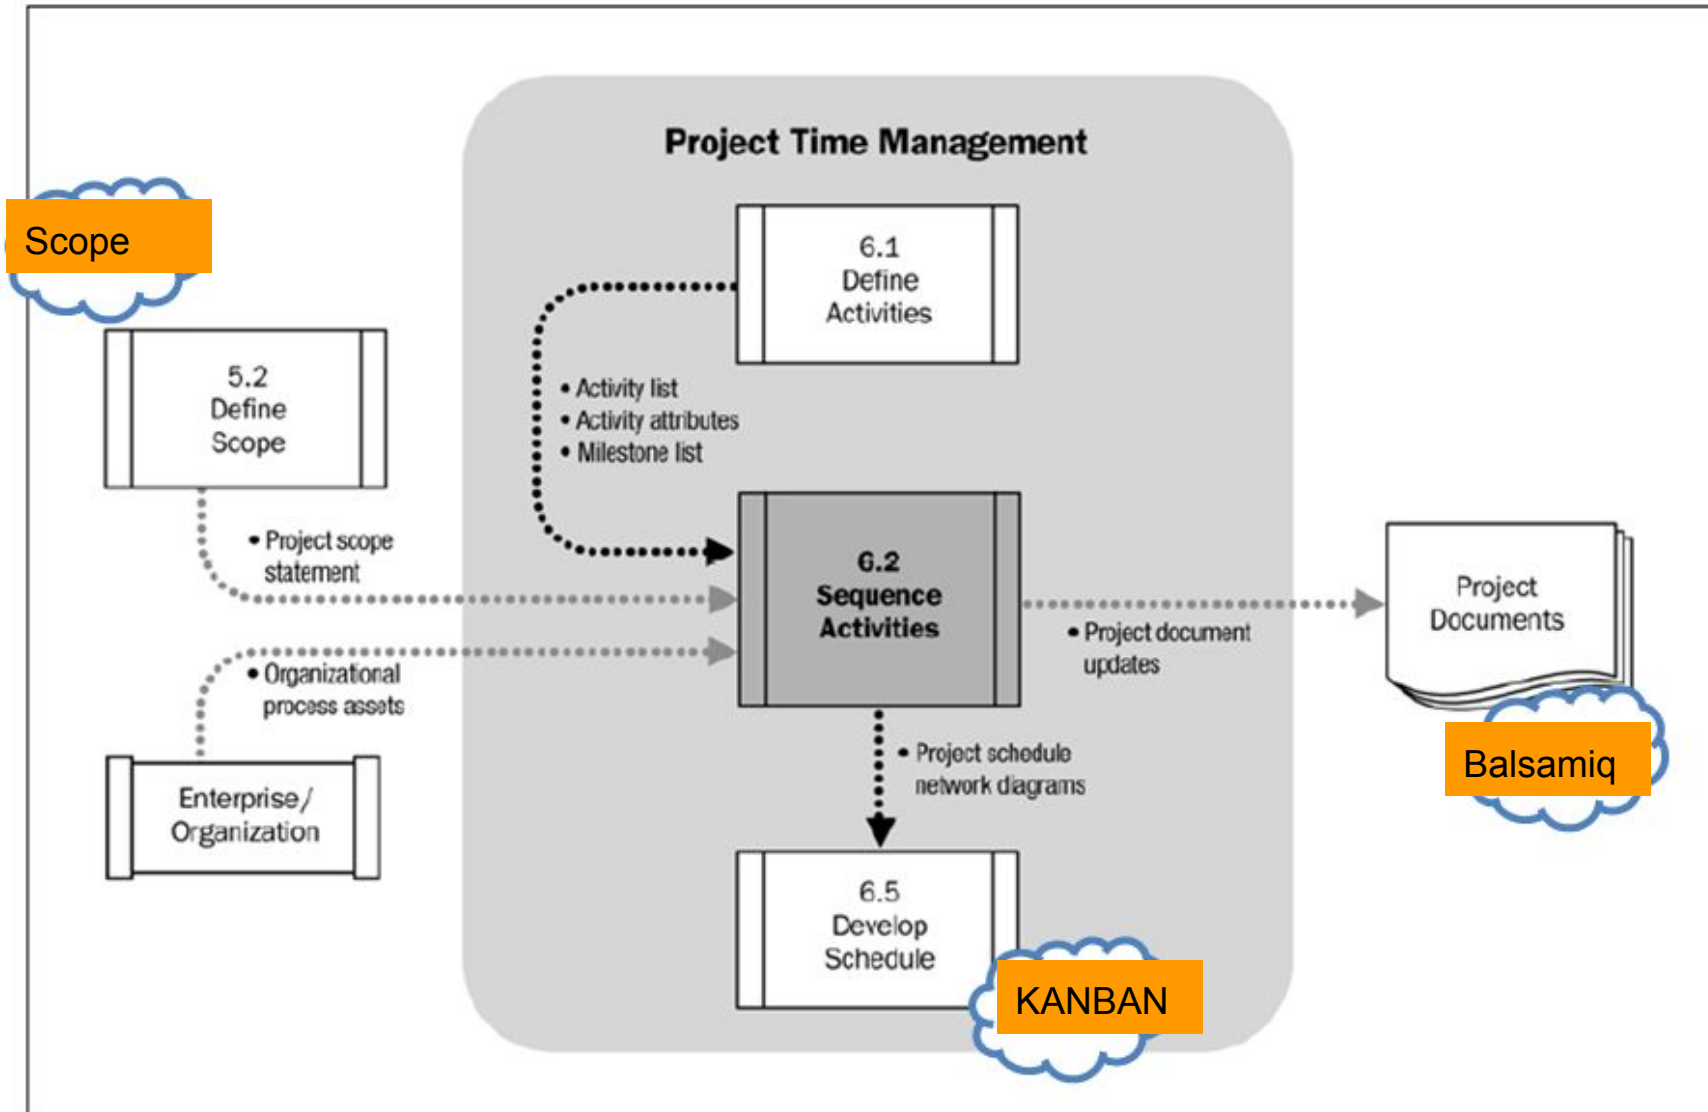 Project Time Management
Scope
6.1
Define
Activities
5.2
Define
Scope
• Activity list
• Activity attributes
• Milestone list
• Project scope
statement
6.2
Sequence
Activities
Project
Documents
• Project document
updates
• Organizational
process assets
• Project schedule
network diagrams
Balsamiq
Enterprise/
Organization
6.5
Develop
Schedule
KANBAN